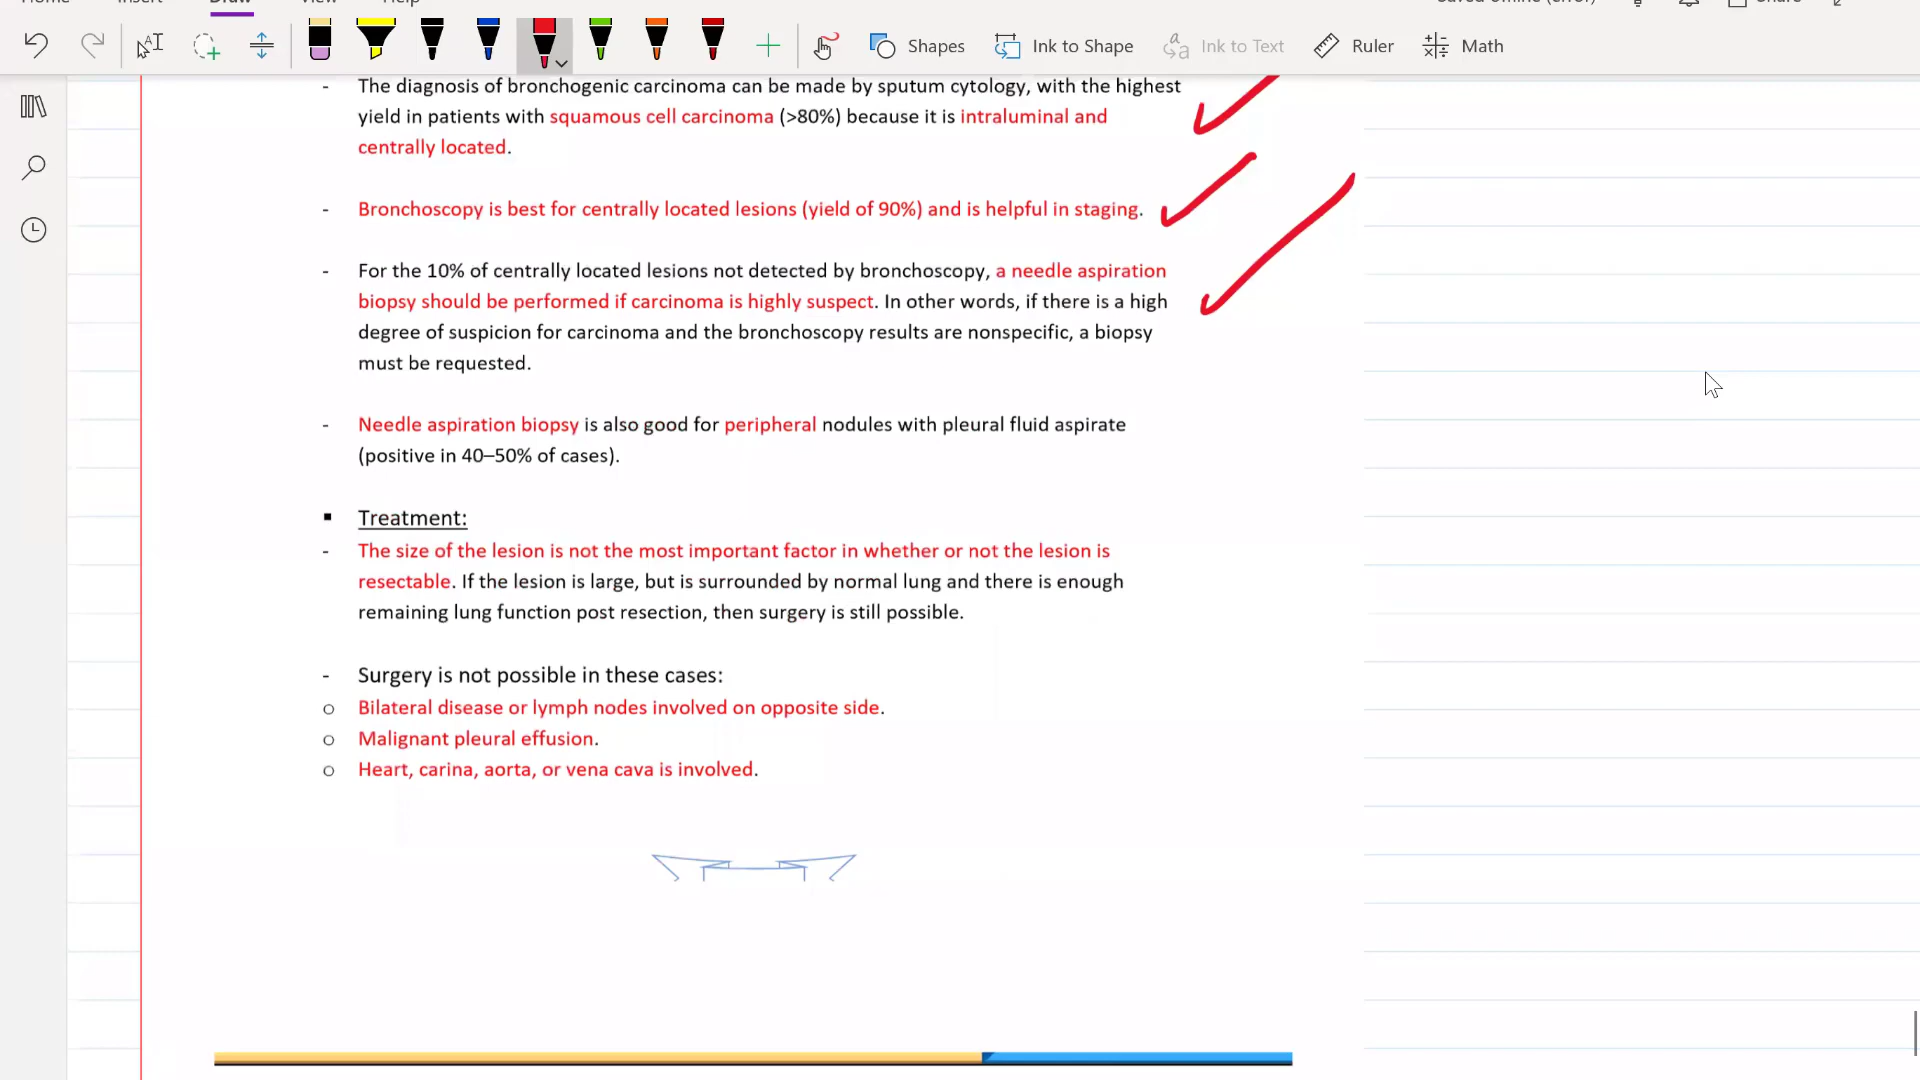 Home Insert Draw View Help Saved online (error) Share
Shapes Ink to Shape Ink to Text Ruler Math
- The diagnosis of bronchogenic carcinoma can be made by sputum cytology, with the highest
yield in patients with squamous cell carcinoma (>80%) because it is intraluminal and
centrally located.
- Bronchoscopy is best for centrally located lesions (yield of 90%) and is helpful in staging.
- For the 10% of centrally located lesions not detected by bronchoscopy, a needle aspiration
biopsy should be performed if carcinoma is highly suspect. In other words, if there is a high
degree of suspicion for carcinoma and the bronchoscopy results are nonspecific, a biopsy
must be requested.
- Needle aspiration biopsy is also good for peripheral nodules with pleural fluid aspirate
(positive in 40–50% of cases).
▪ Treatment:
- The size of the lesion is not the most important factor in whether or not the lesion is
resectable. If the lesion is large, but is surrounded by normal lung and there is enough
remaining lung function post resection, then surgery is still possible.
- Surgery is not possible in these cases:
o Bilateral disease or lymph nodes involved on opposite side.
o Malignant pleural effusion.
o Heart, carina, aorta, or vena cava is involved.